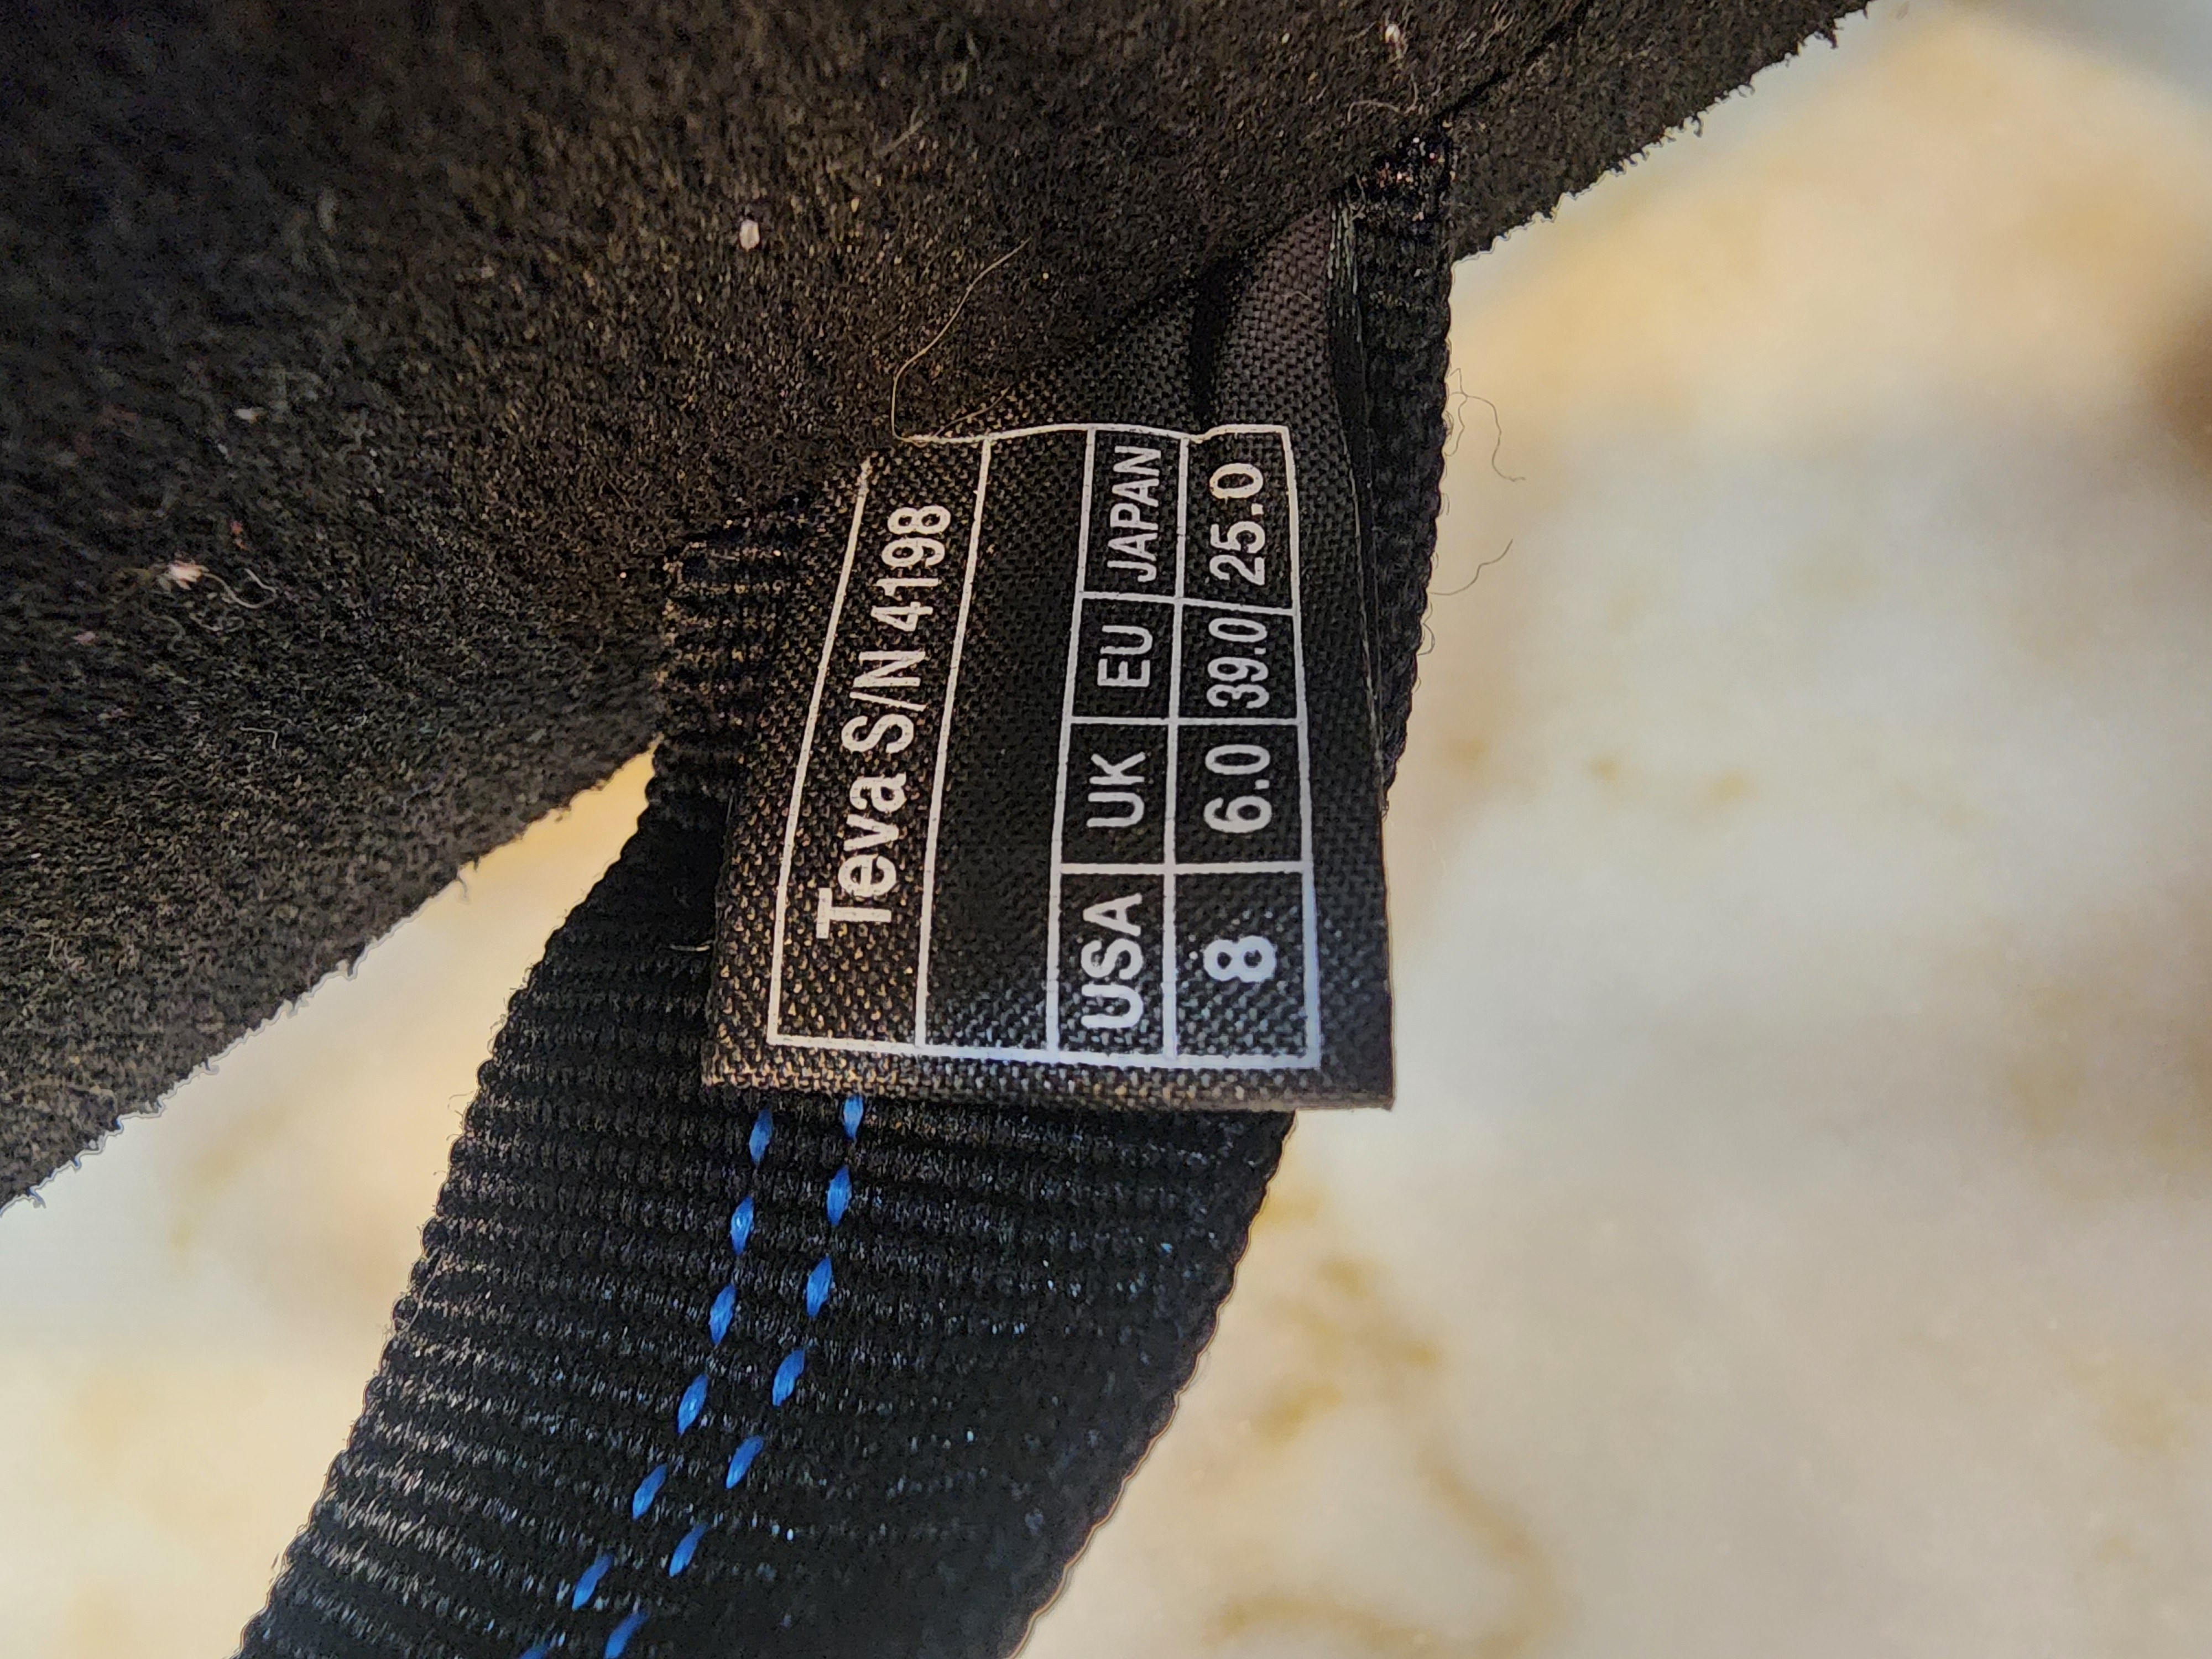 Teva S/N 4198
USA UK EU JAPAN
8 6.0 39.0 25.0